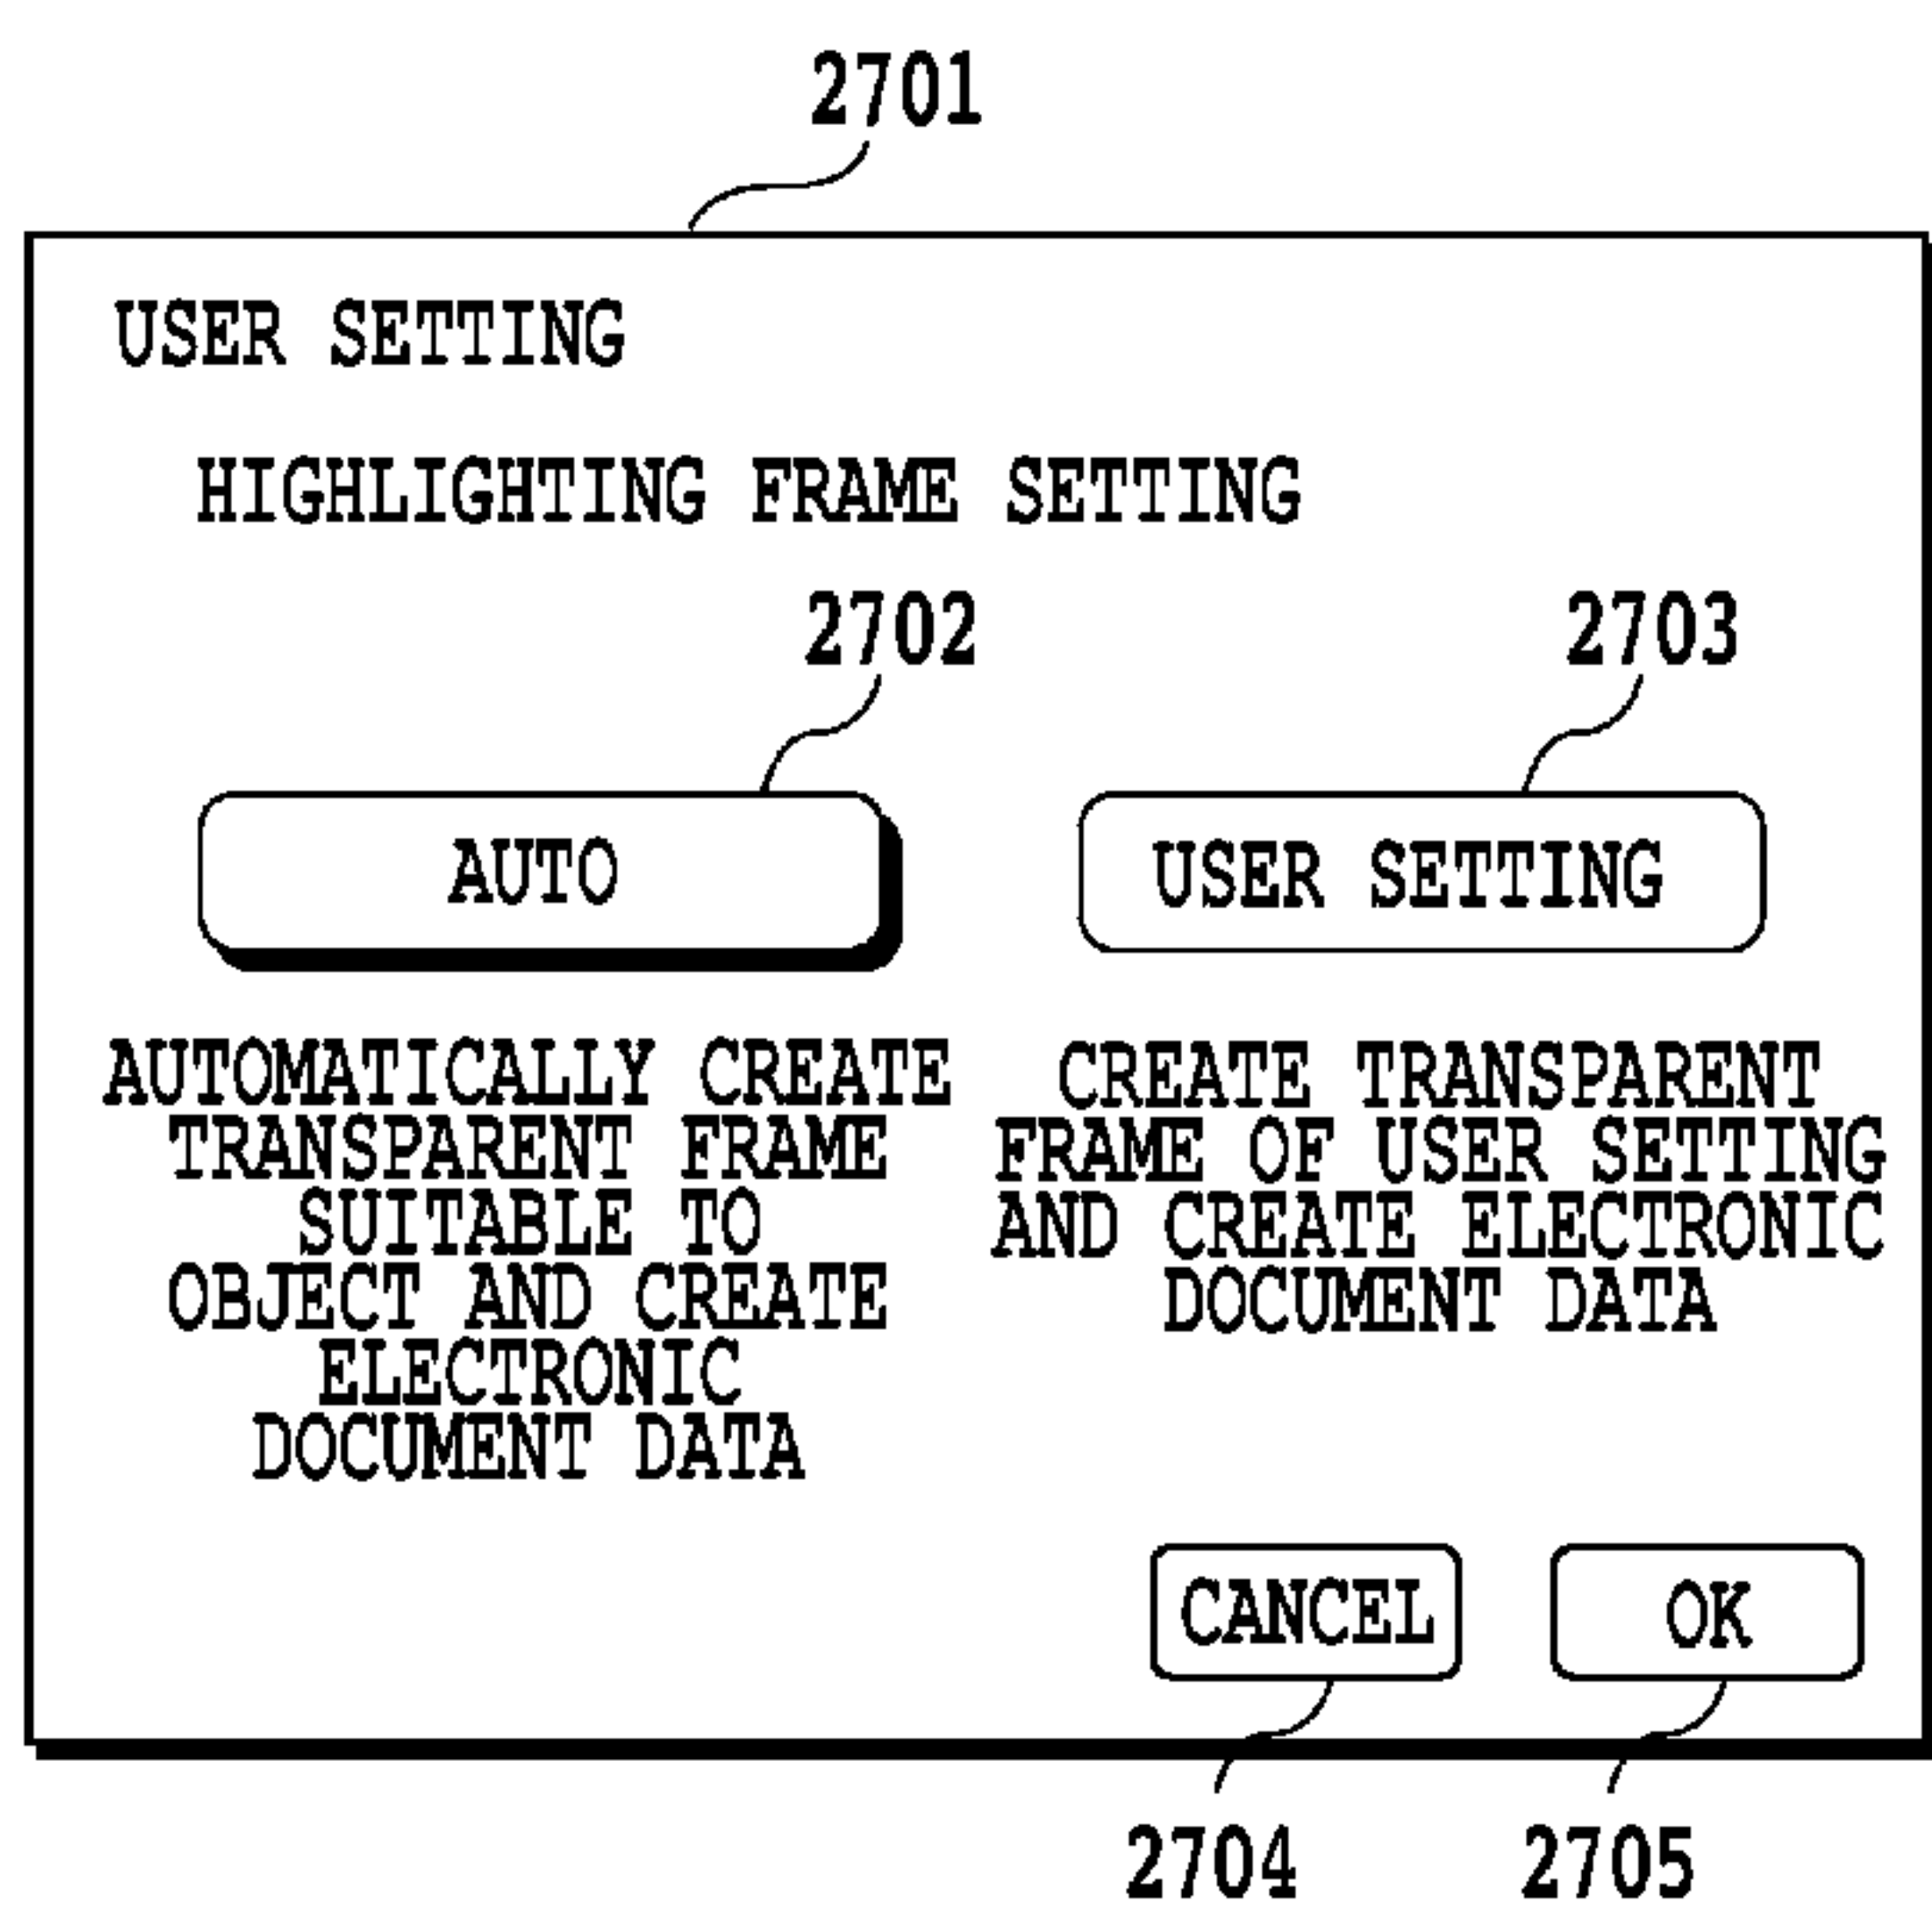 2701
USER SETTING
HIGHLIGHTING FRAME SETTING
2702
2703
AUTO
USER SETTING
AUTOMATICALLY CREATE
TRANSPARENT FRAME
SUITABLE TO
OBJECT AND CREATE
ELECTRONIC
DOCUMENT DATA
CREATE TRANSPARENT
FRAME OF USER SETTING
AND CREATE ELECTRONIC
DOCUMENT DATA
CANCEL
OK
2704
2705